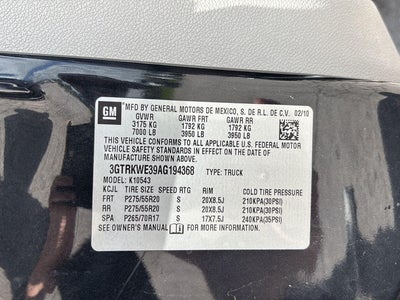 GM
MFD BY GENERAL MOTORS DE MEXICO, S. DE R.L. DE C.V. 02/10
GVWR GAWR FRT GAWR RR
3175 KG 1792 KG 1792 KG
7000 LB 3950 LB 3950 LB
THIS VEHICLE CONFORMS TO ALL APPLICABLE U.S. FEDERAL MOTOR
VEHICLE SAFETY STANDARDS IN EFFECT ON THE DATE OF
MANUFACTURE SHOWN ABOVE.
3GTRKWE39AG194368 TYPE: TRUCK
MODEL: K10543
KCJL TIRE SIZE SPEED RTG RIM COLD TIRE PRESSURE
FRT P275/55R20 S 20X8.5J 210KPA(30PSI)
RR P275/55R20 S 20X8.5J 210KPA(30PSI)
SPA P265/70R17 S 17X7.5J 240KPA(35PSI)
SEE OWNER'S MANUAL FOR MORE INFORMATION.